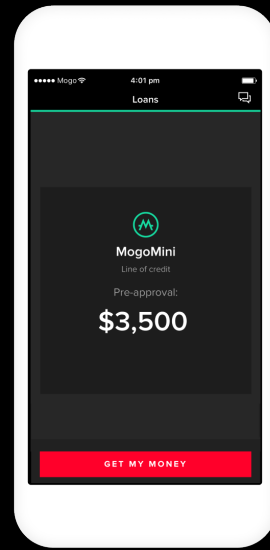 Mogo 4:01 pm
Loans
MogoMini
Line of credit
Pre-approval:
$3,500
GET MY MONEY